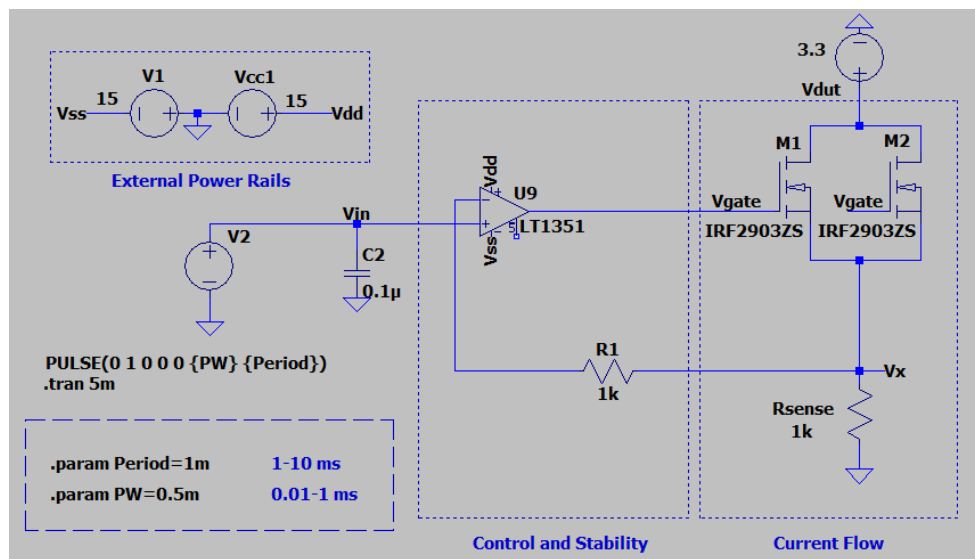 V1
Vcc1
Vss
15
15
Vdd
External Power Rails
3.3
Vdut
M1
M2
Vgate
Vgate
IRF2903ZS
IRF2903ZS
Vdd
U9
5
LT1351
Vss
Vin
V2
C2
0.1µ
PULSE(0 1 0 0 0 {PW} {Period})
.tran 5m
R1
1k
Vx
Rsense
1k
.param Period=1m 1-10 ms
.param PW=0.5m 0.01-1 ms
Control and Stability
Current Flow